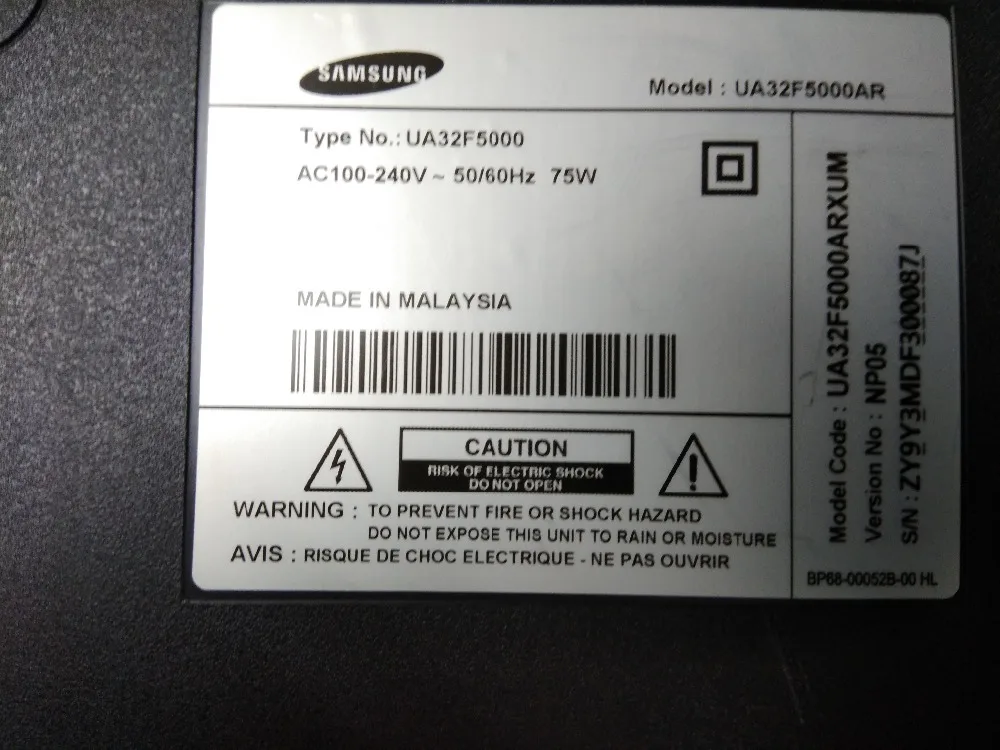 SAMSUNG
Model : UA32F5000AR
Type No.: UA32F5000
AC100-240V ~ 50/60Hz 75W
MADE IN MALAYSIA
CAUTION
RISK OF ELECTRIC SHOCK
DO NOT OPEN
WARNING : TO PREVENT FIRE OR SHOCK HAZARD
DO NOT EXPOSE THIS UNIT TO RAIN OR MOISTURE
AVIS : RISQUE DE CHOC ELECTRIQUE - NE PAS OUVRIR
Model Code : UA32F5000ARXUM
Version No : NP05
S/N : ZY9Y3MDF300087J
BP68-00052B-00 HL